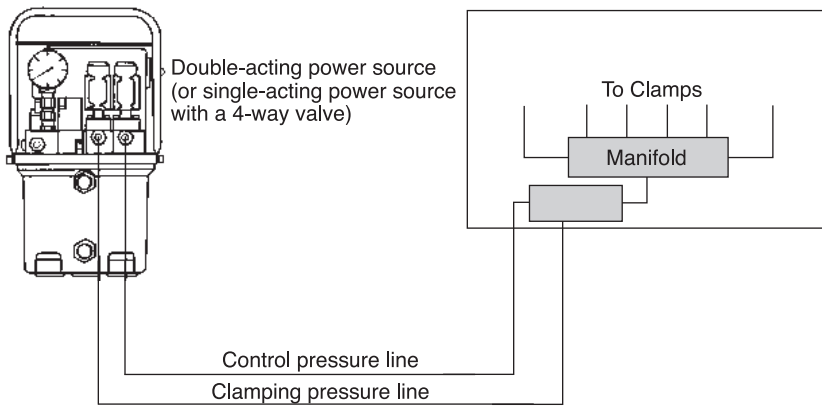 Double-acting power source
(or single-acting power source
with a 4-way valve)
To Clamps
Manifold
Control pressure line
Clamping pressure line